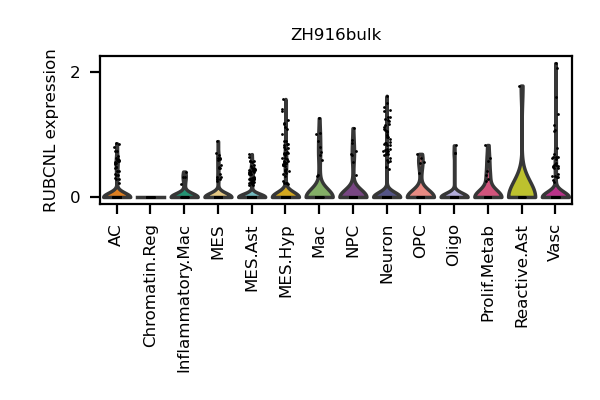 ZH916bulk
RUBCNL expression
2
0
AC
Chromatin.Reg
Inflammatory.Mac
MES
MES.Ast
MES.Hyp
Mac
NPC
Neuron
OPC
Oligo
Prolif.Metab
Reactive.Ast
Vasc